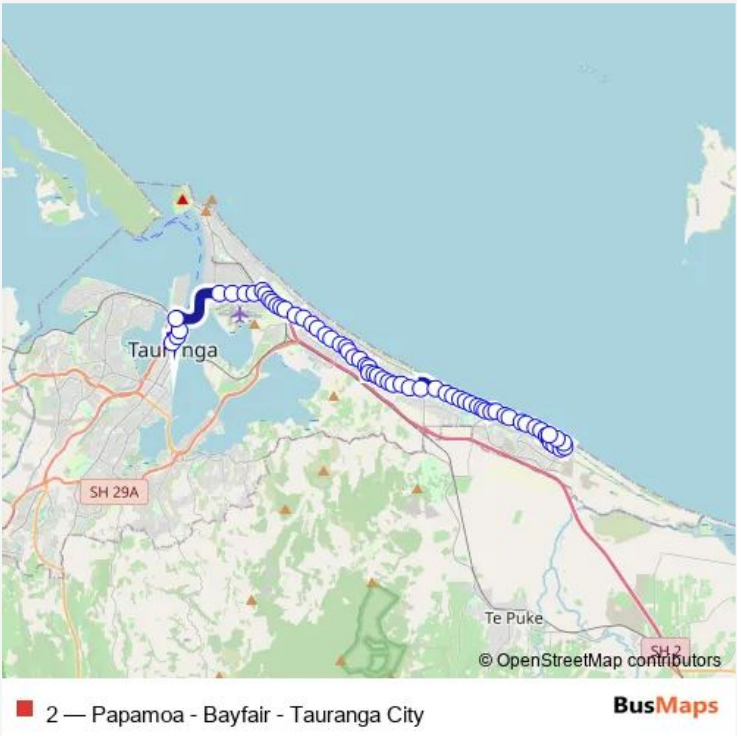 Tauranga
SH 29A
Te Puke
SH 2
© OpenStreetMap contributors
2 — Papamoa - Bayfair - Tauranga City
BusMaps